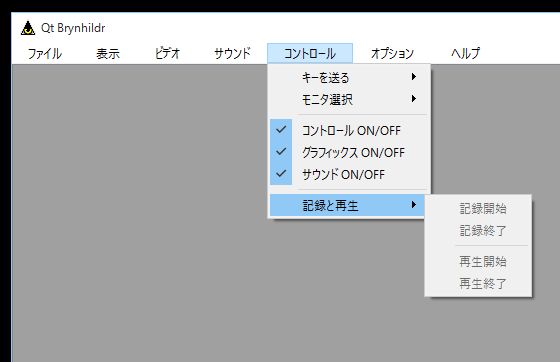 Qt Brynhildr
ファイル 表示 ビデオ サウンド コントロール オプション ヘルプ
キーを送る
モニタ選択
コントロール ON/OFF
グラフィックス ON/OFF
サウンド ON/OFF
記録と再生
記録開始
記録終了
再生開始
再生終了